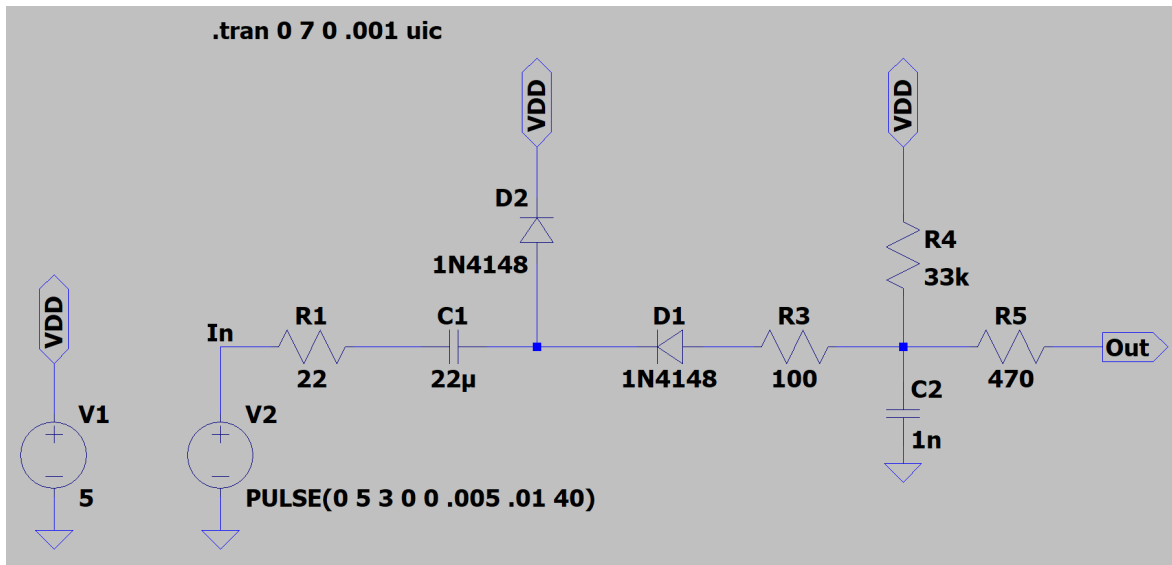 .tran 0 7 0 .001 uic
VDD
VDD
D2
1N4148
R4
33k
VDD
In
R1
22
C1
22µ
D1
1N4148
R3
100
R5
470
Out
C2
1n
V1
5
V2
PULSE(0 5 3 0 0 .005 .01 40)